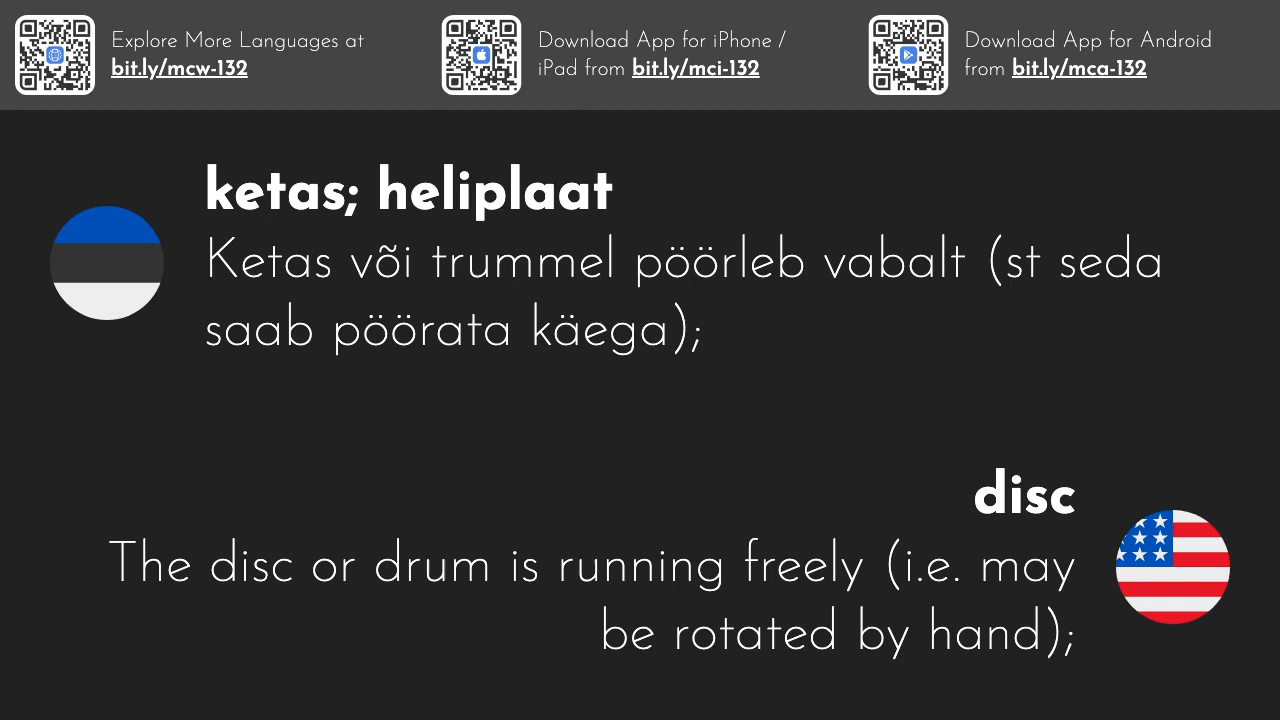 Explore More Languages at
bit.ly/mcw-132
Download App for iPhone /
iPad from bit.ly/mci-132
Download App for Android
from bit.ly/mca-132
ketas; heliplaat
Ketas või trummel pöörleb vabalt (st seda
saab pöörata käega);
disc
The disc or drum is running freely (i.e. may
be rotated by hand);